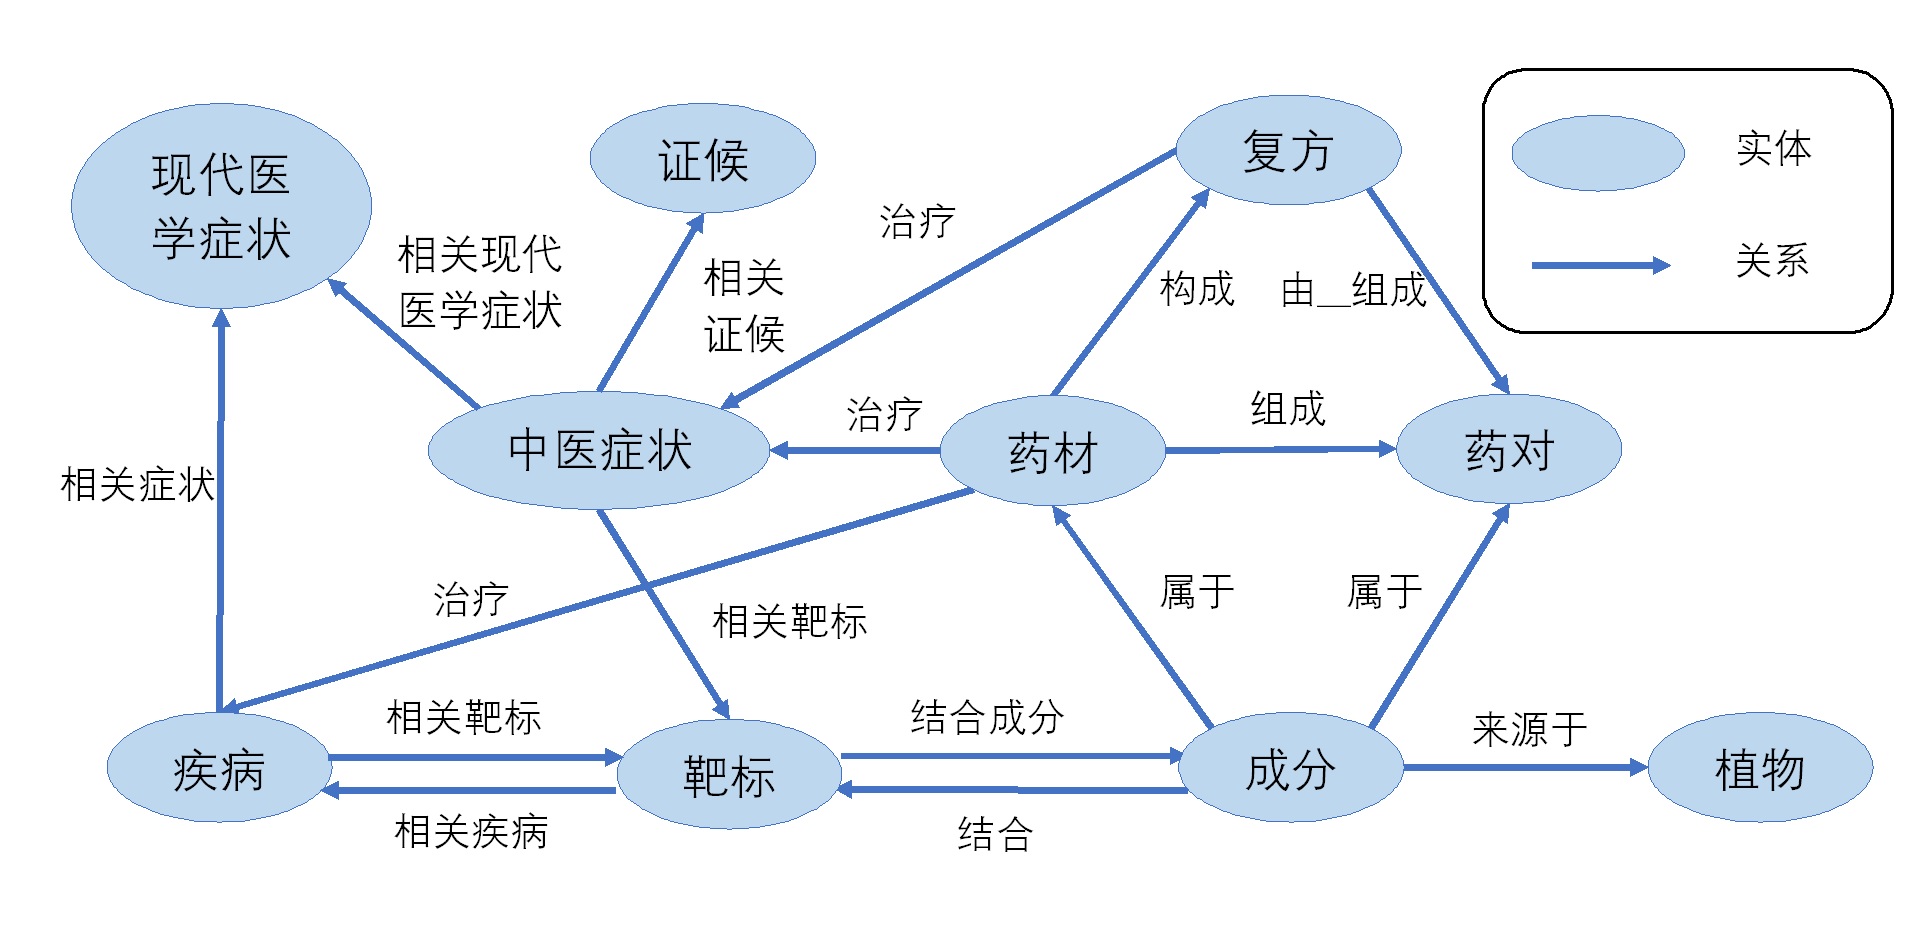 现代医
学症状
证候
复方
实体
关系
治疗
相关现代
医学症状
相关
证候
构成
由__组成
中医症状
治疗
药材
组成
药对
相关症状
治疗
相关靶标
属于
属于
疾病
相关靶标
相关疾病
靶标
结合成分
结合
成分
来源于
植物